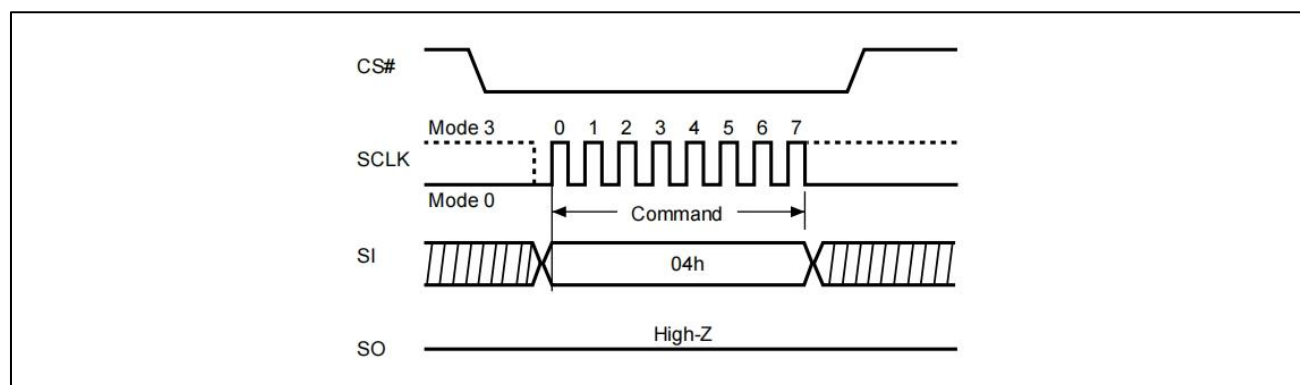 CS#
Mode 3 0 1 2 3 4 5 6 7
SCLK
Mode 0
Command
SI 04h
High-Z
SO